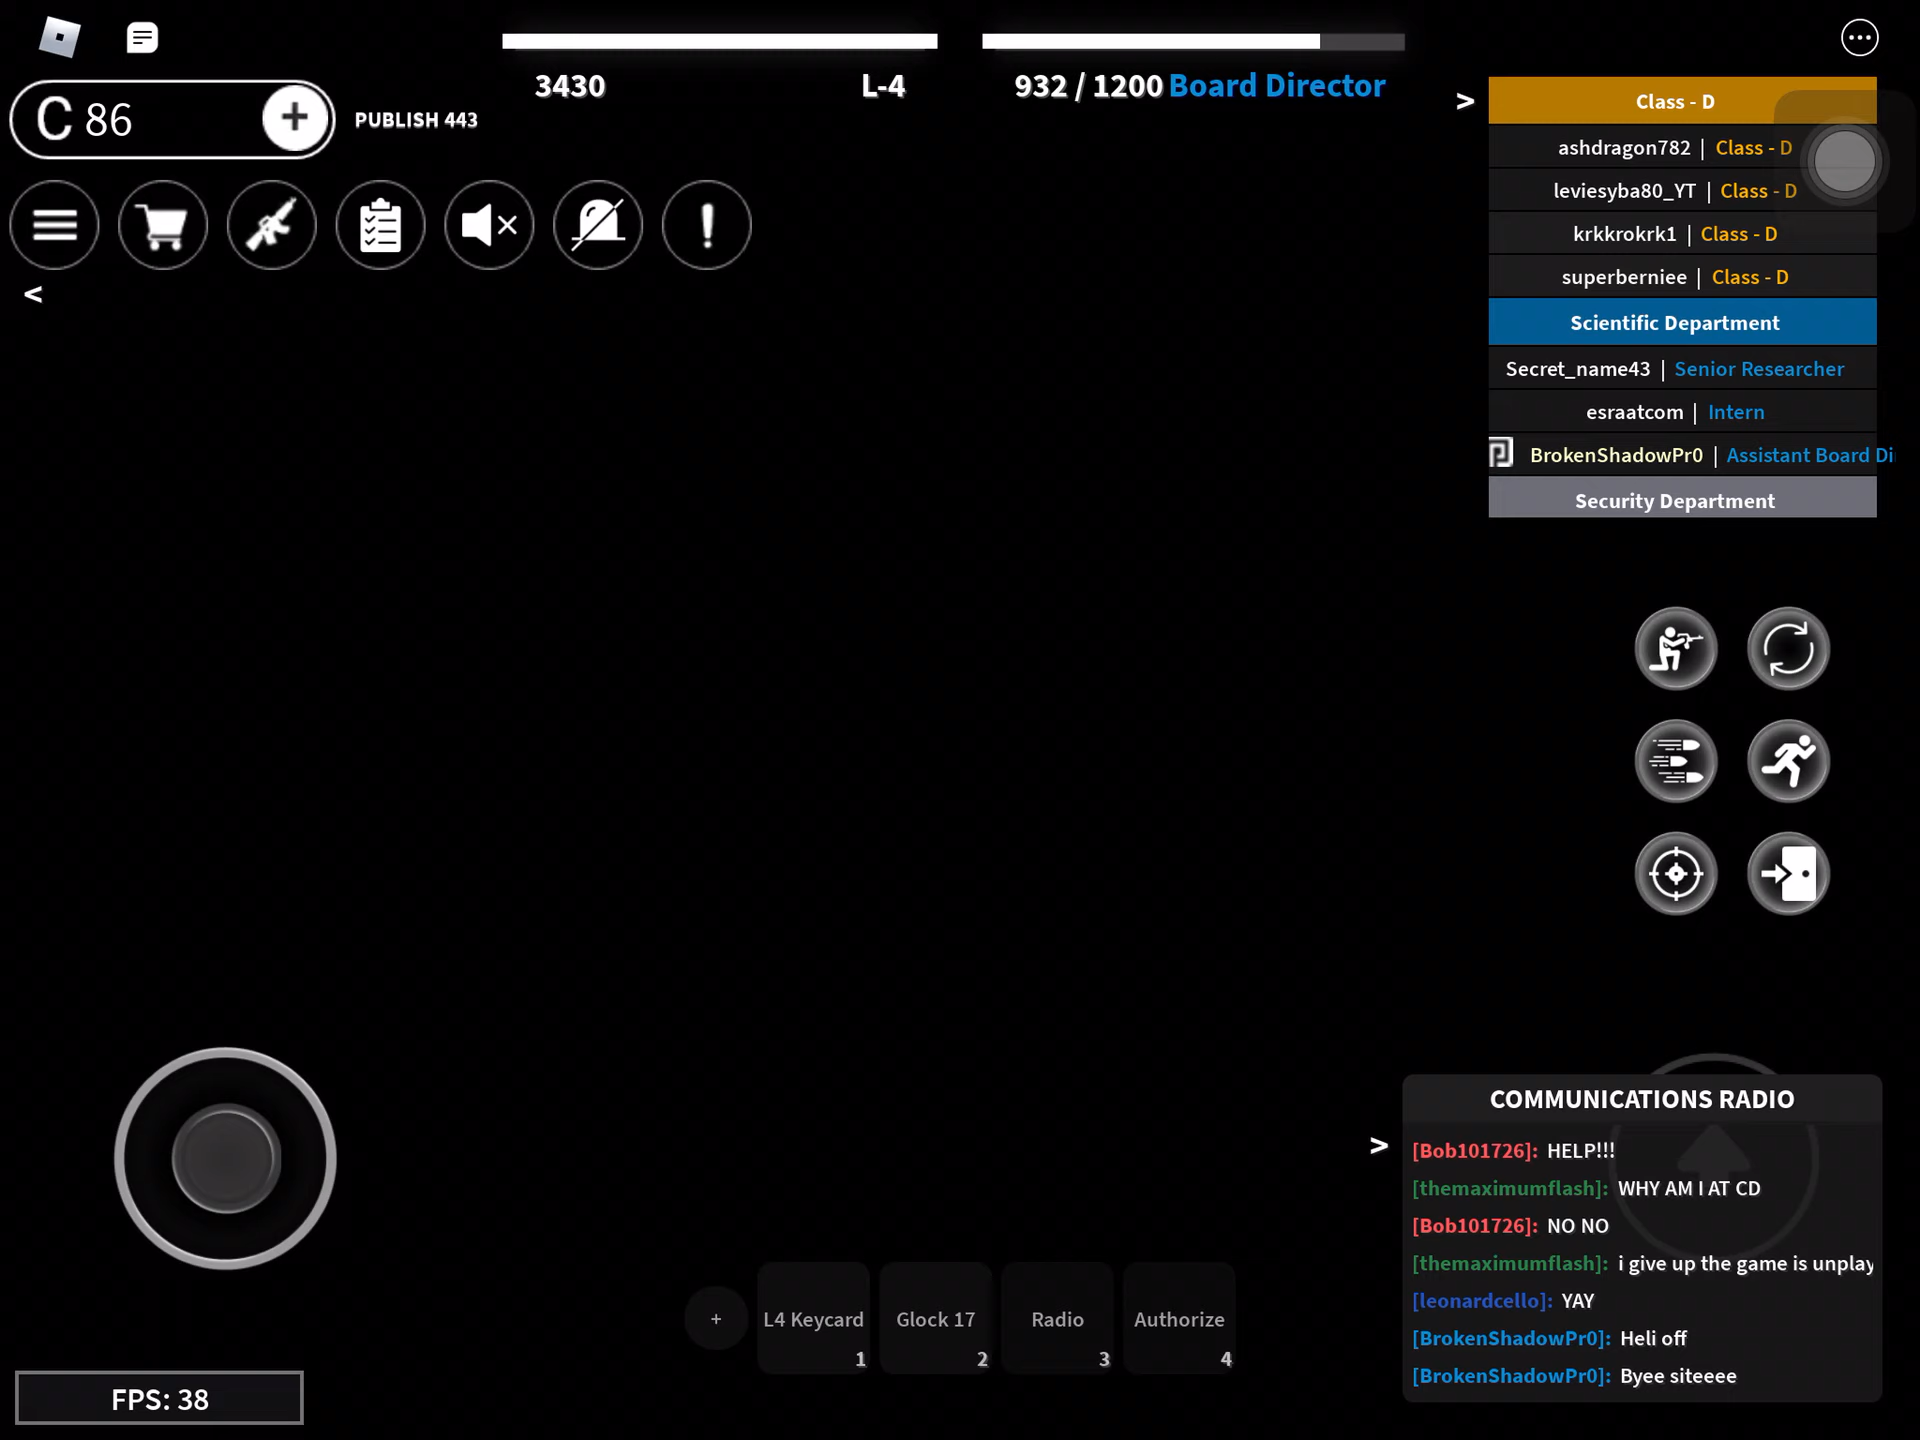 3430 L-4
932 / 1200 Board Director
C 86 +
PUBLISH 443
<
>
Class - D
ashdragon782 | Class - D
leviesyba80_YT | Class - D
krkkrokrk1 | Class - D
superberniee | Class - D
Scientific Department
Secret_name43 | Senior Researcher
esraatcom | Intern
BrokenShadowPr0 | Assistant Board Di
Security Department
COMMUNICATIONS RADIO
>
[Bob101726]: HELP!!!
[themaximumflash]: WHY AM I AT CD
[Bob101726]: NO NO
[themaximumflash]: i give up the game is unplay
[leonardcello]: YAY
[BrokenShadowPr0]: Heli off
[BrokenShadowPr0]: Byee siteeee
+
L4 Keycard 1
Glock 17 2
Radio 3
Authorize 4
FPS: 38